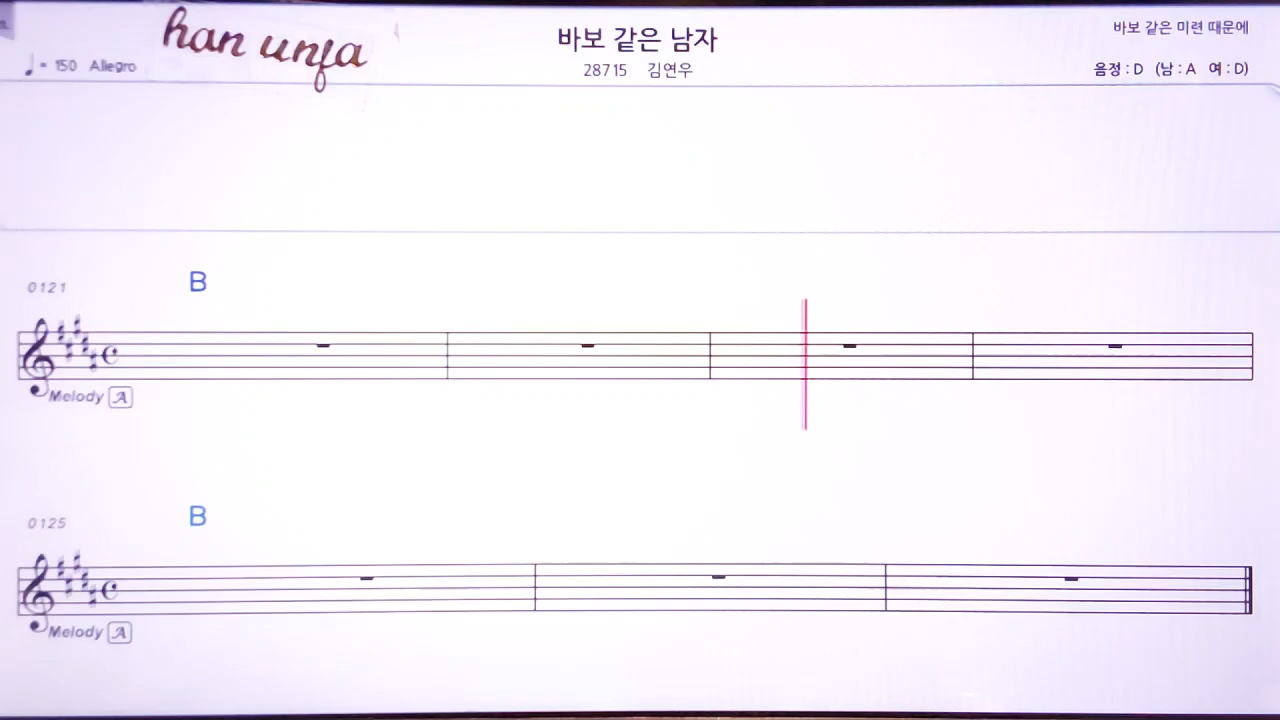 han unfa
바보 같은 남자
바보 같은 미련 때문에
♩ = 150 Allegro
28715 김연우
음정 : D (남 : A 여 : D)
0121
B
Melody A
0125
B
Melody A